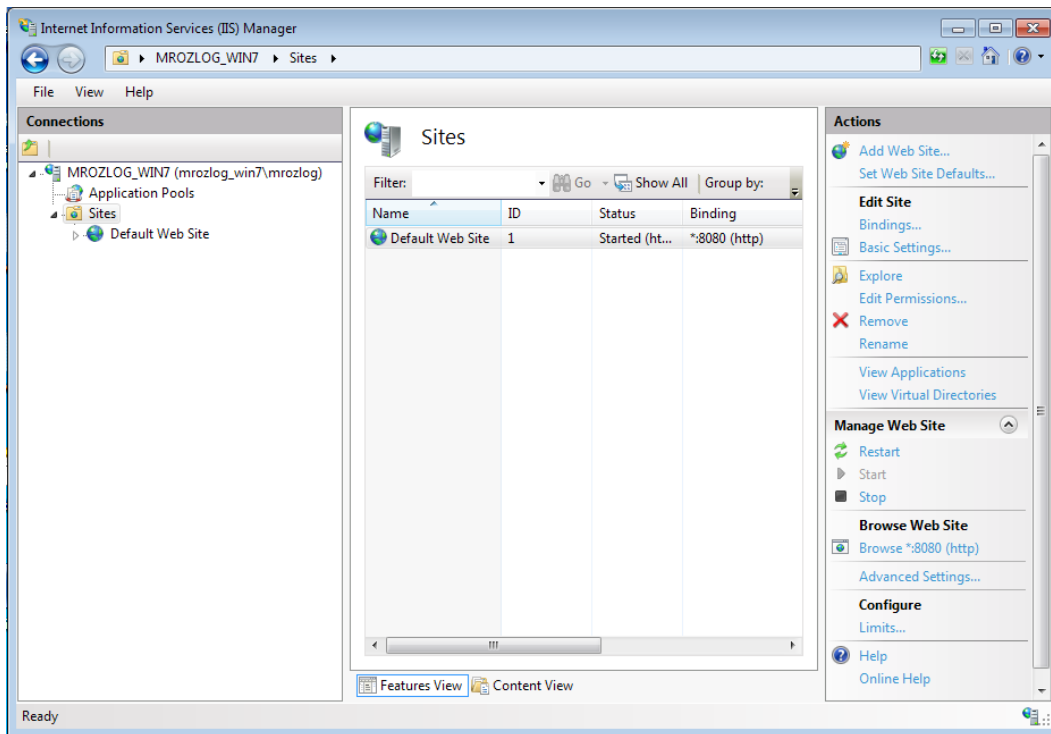 Internet Information Services (IIS) Manager
MROZLOG_WIN7 Sites
File View Help
Connections
MROZLOG_WIN7 (mrozlog_win7\mrozlog)
Application Pools
Sites
Default Web Site
Sites
Filter: Go Show All Group by:
Name ID Status Binding
Default Web Site 1 Started (ht... *:8080 (http)
Features View Content View
Actions
Add Web Site...
Set Web Site Defaults...
Edit Site
Bindings...
Basic Settings...
Explore
Edit Permissions...
Remove
Rename
View Applications
View Virtual Directories
Manage Web Site
Restart
Start
Stop
Browse Web Site
Browse *:8080 (http)
Advanced Settings...
Configure
Limits...
Help
Online Help
Ready